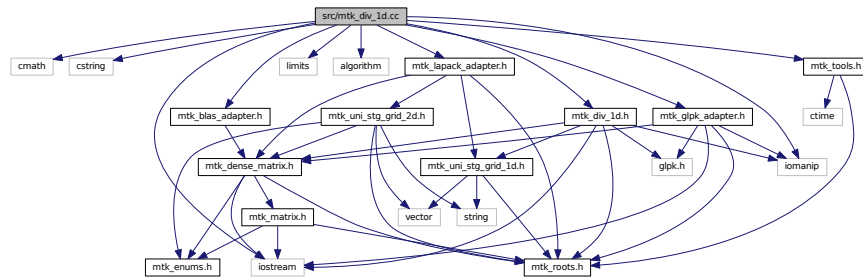 src/mtk_div_1d.cc
cmath
cstring
limits
algorithm
mtk_lapack_adapter.h
mtk_tools.h
mtk_blas_adapter.h
mtk_uni_stg_grid_2d.h
mtk_div_1d.h
mtk_glpk_adapter.h
ctime
mtk_dense_matrix.h
mtk_uni_stg_grid_1d.h
glpk.h
iomanip
mtk_matrix.h
vector
string
mtk_enums.h
iostream
mtk_roots.h